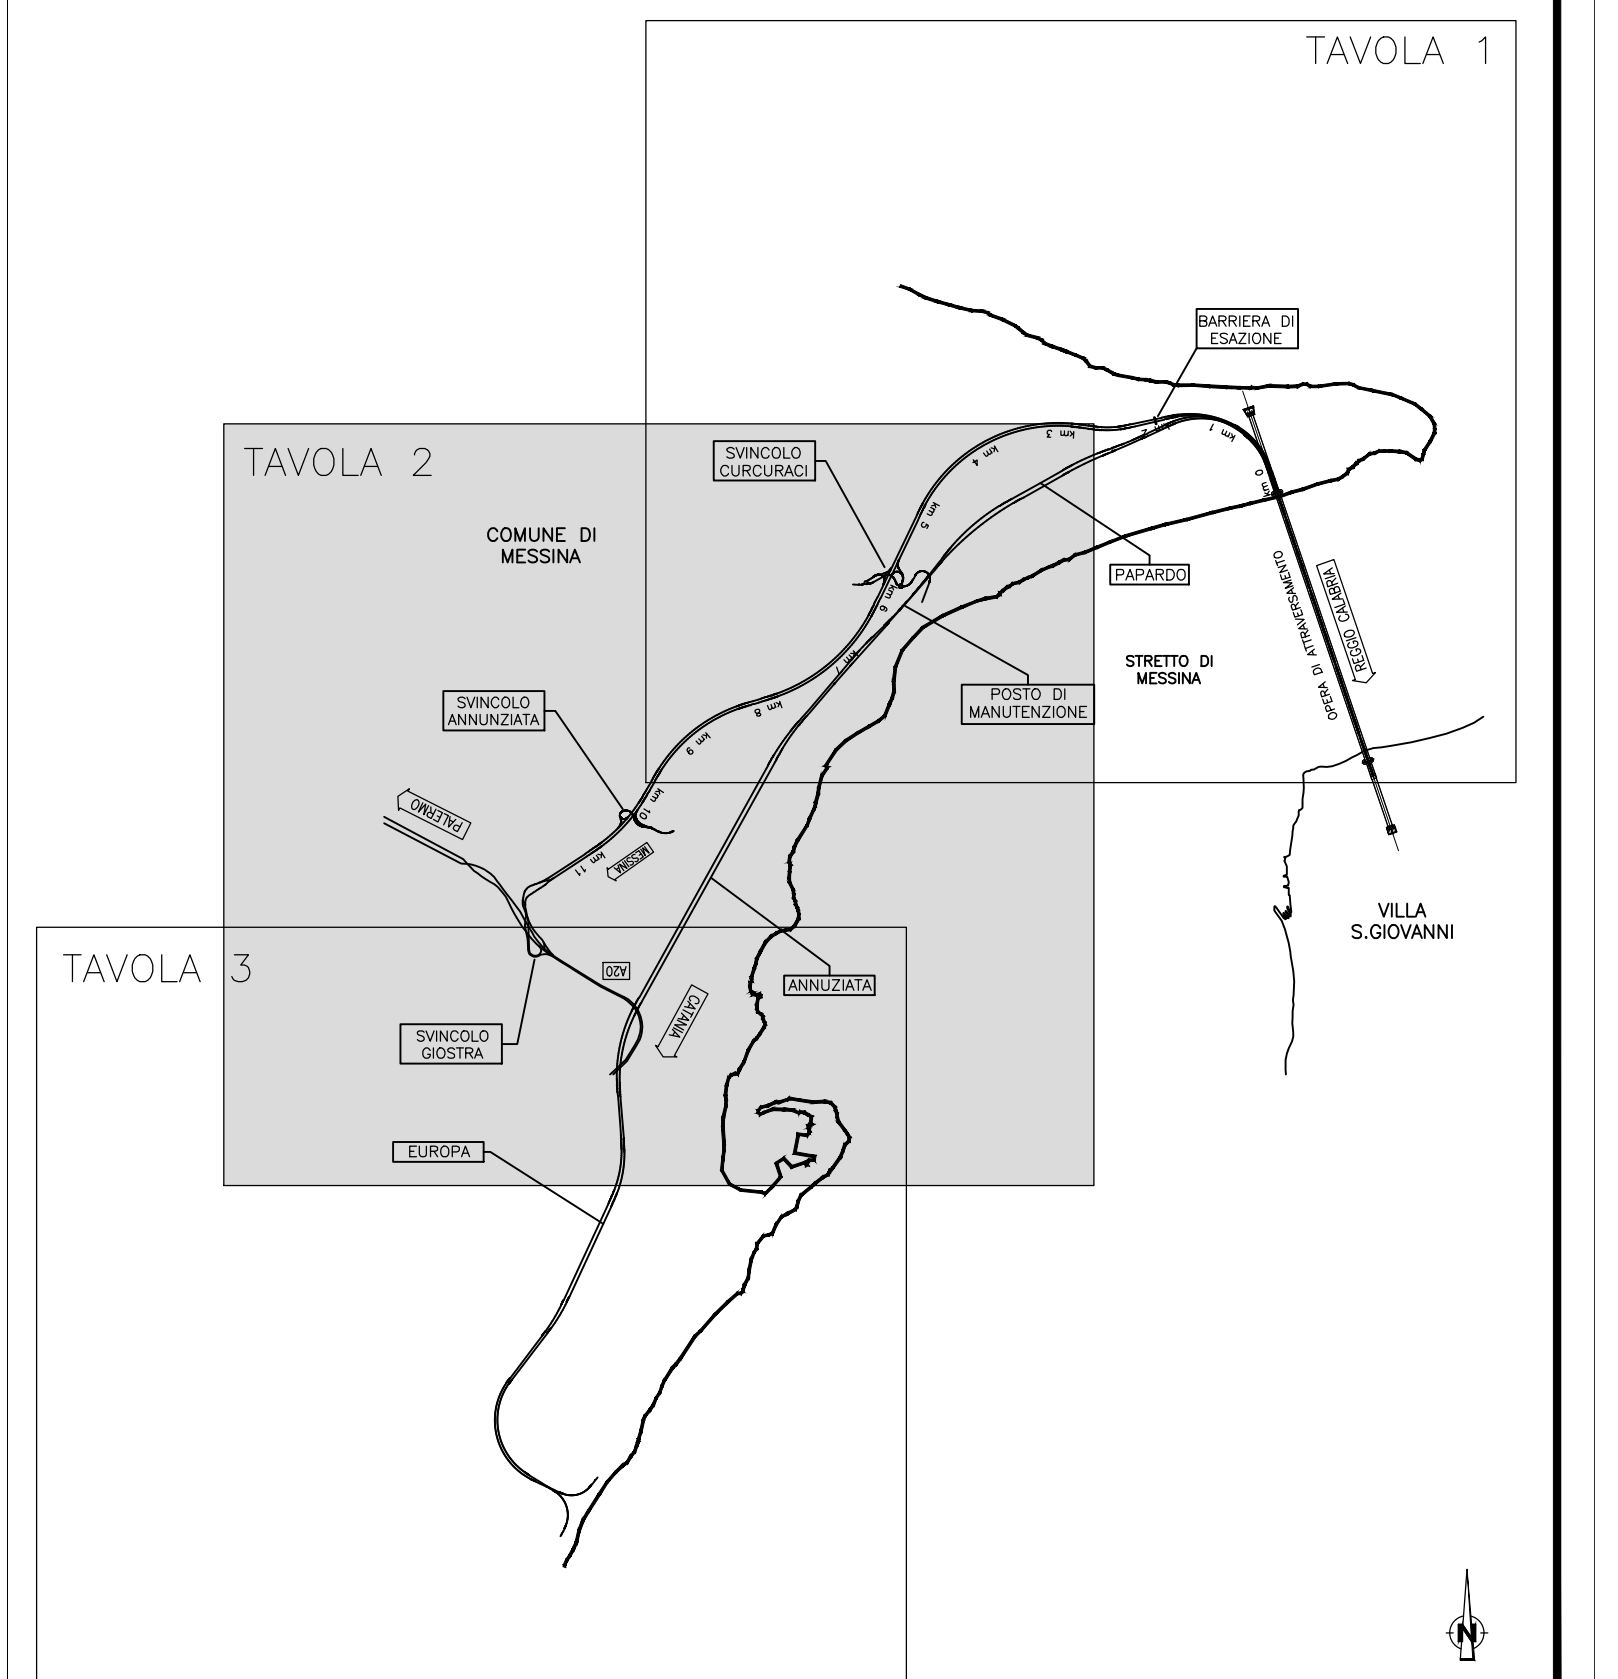 TAVOLA 1
BARRIERA DI
ESAZIONE
km 0
km 1
km 2
km 3
km 4
km 5
km 6
km 7
km 8
km 9
km 10
km 11
TAVOLA 2
SVINCOLO
CURCURACI
COMUNE DI
MESSINA
PAPARDO
OPERA DI ATTRAVERSAMENTO
REGGIO CALABRIA
STRETTO DI
MESSINA
POSTO DI
MANUTENZIONE
SVINCOLO
ANNUNZIATA
PALERMO
MESSINA
VILLA
S.GIOVANNI
TAVOLA 3
A20
ANNUZIATA
CATANIA
SVINCOLO
GIOSTRA
EUROPA
N